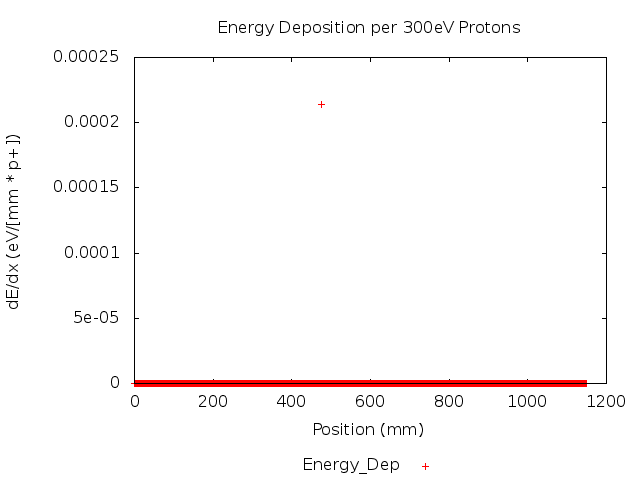 Energy Deposition per 300eV Protons
0.00025
0.0002
0.00015
0.0001
5e-05
0
dE/dx (eV/[mm * p+])
0 200 400 600 800 1000 1200
Position (mm)
Energy_Dep